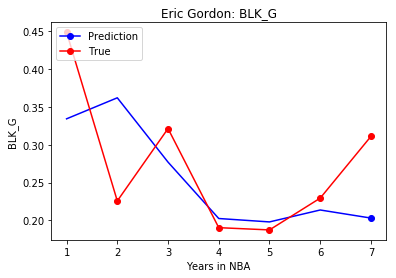 Eric Gordon: BLK_G
0.45
0.40
0.35
0.30
0.25
0.20
BLK_G
Prediction
True
1 2 3 4 5 6 7
Years in NBA